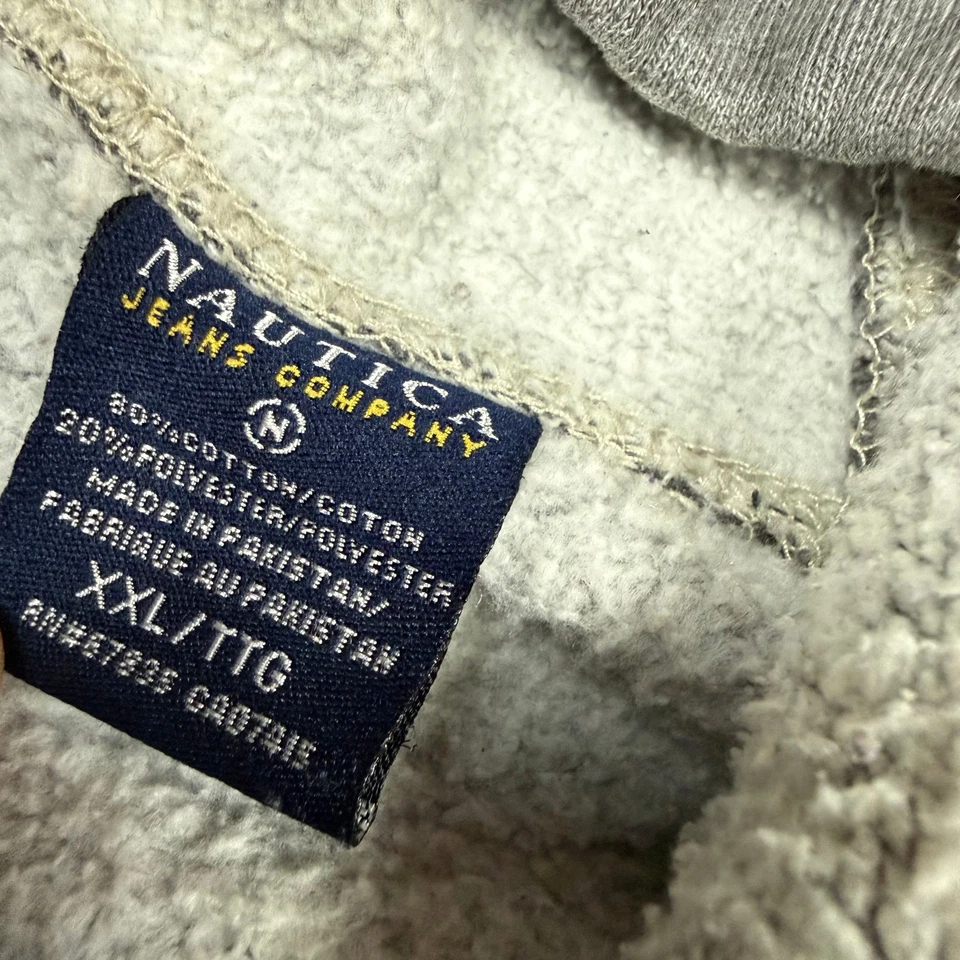 NAUTICA
JEANS COMPANY
N
80%COTTON/COTON
20%POLYESTER/POLYESTER
MADE IN PAKISTAN/
FABRIQUE AU PAKISTAN
XXL/TTG